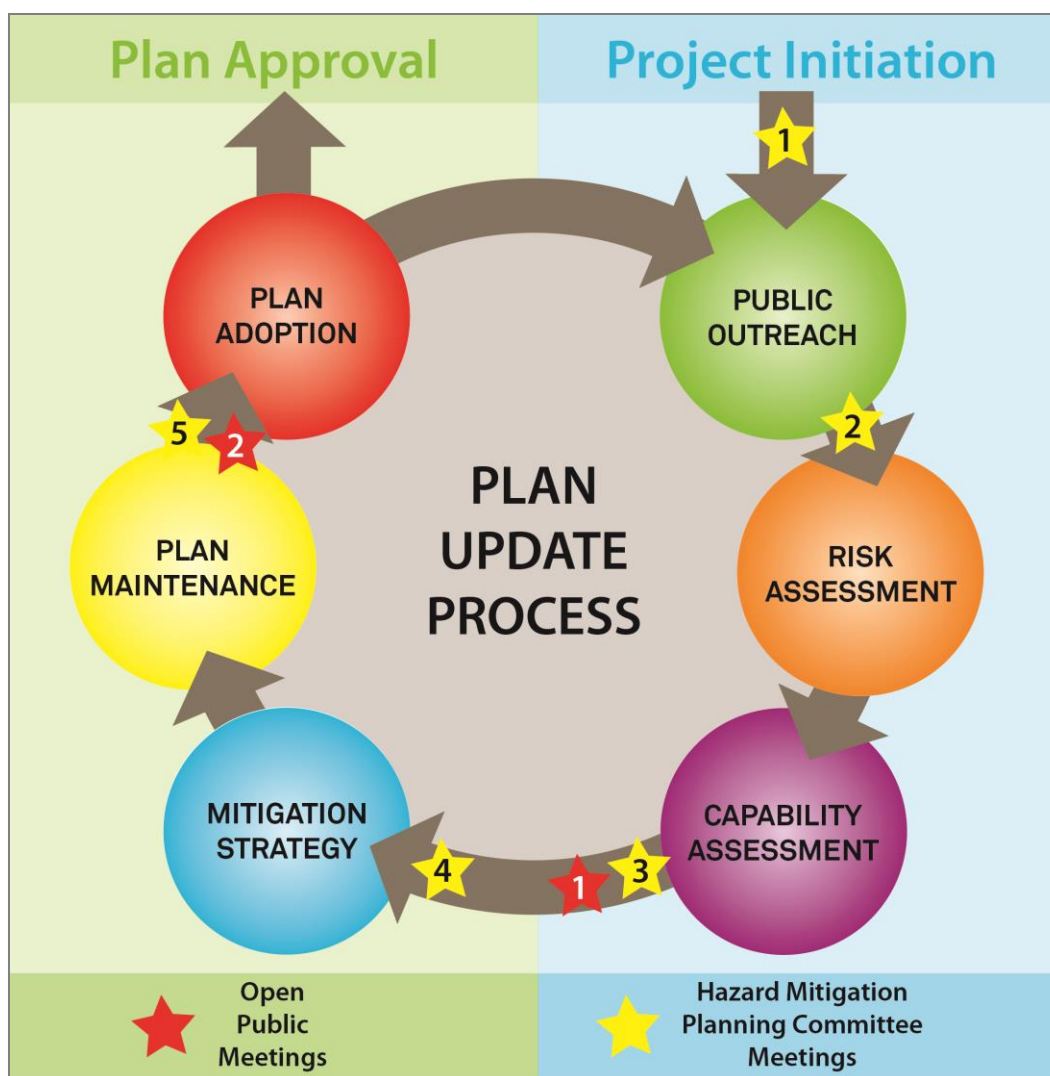 Plan Approval
Project Initiation
1
PLAN
ADOPTION
PUBLIC
OUTREACH
5
2
2
PLAN
UPDATE
PROCESS
PLAN
MAINTENANCE
RISK
ASSESSMENT
MITIGATION
STRATEGY
CAPABILITY
ASSESSMENT
4
1
3
Open
Public
Meetings
Hazard Mitigation
Planning Committee
Meetings